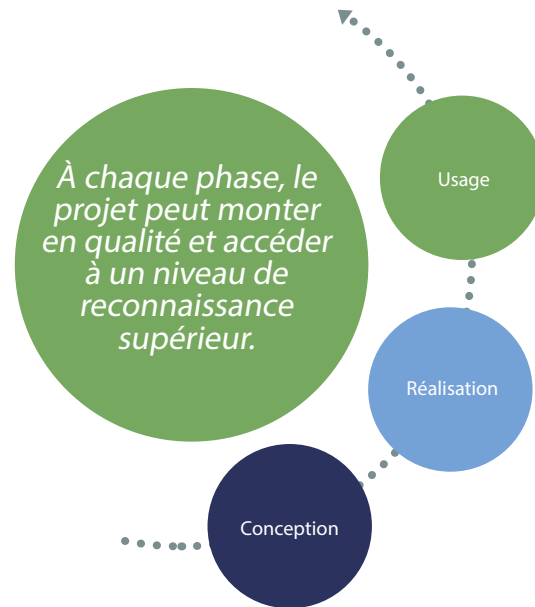 À chaque phase, le
projet peut monter
en qualité et accéder
à un niveau de
reconnaissance
supérieur.
Usage
Réalisation
Conception